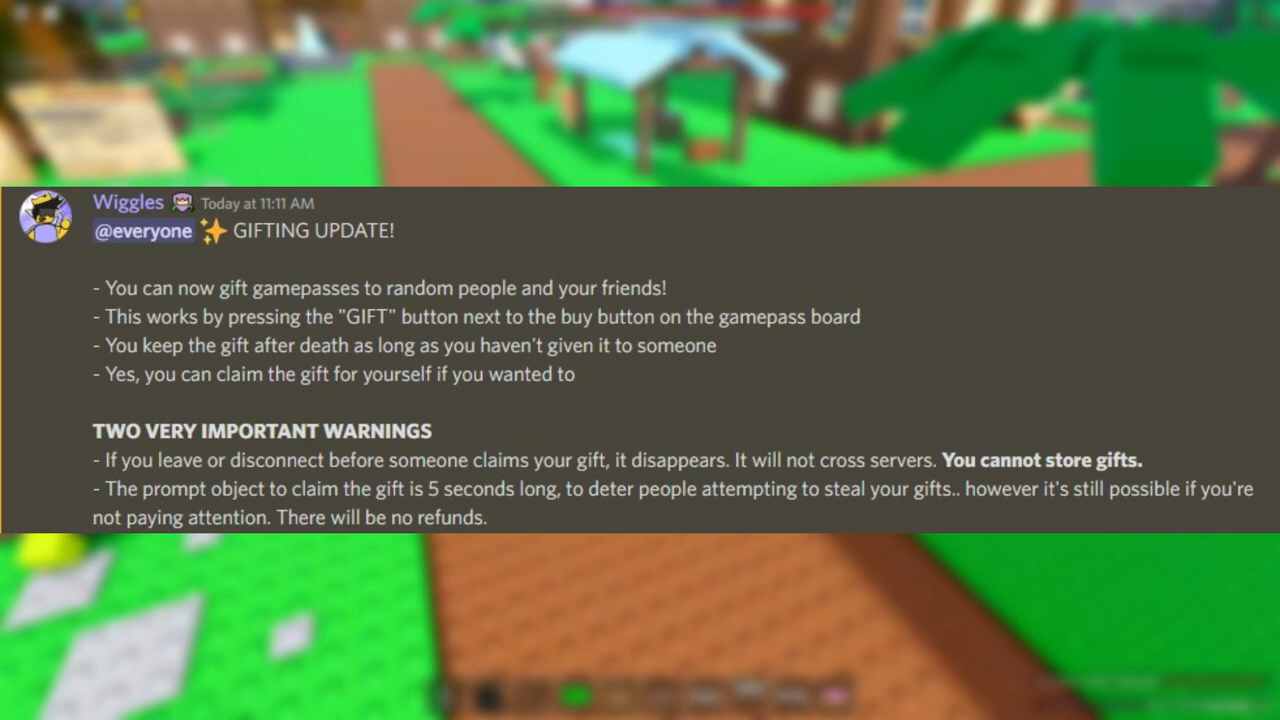 Wiggles Today at 11:11 AM
@everyone ✨ GIFTING UPDATE!
- You can now gift gamepasses to random people and your friends!
- This works by pressing the "GIFT" button next to the buy button on the gamepass board
- You keep the gift after death as long as you haven't given it to someone
- Yes, you can claim the gift for yourself if you wanted to
TWO VERY IMPORTANT WARNINGS
- If you leave or disconnect before someone claims your gift, it disappears. It will not cross servers. You cannot store gifts.
- The prompt object to claim the gift is 5 seconds long, to deter people attempting to steal your gifts.. however it's still possible if you're
not paying attention. There will be no refunds.